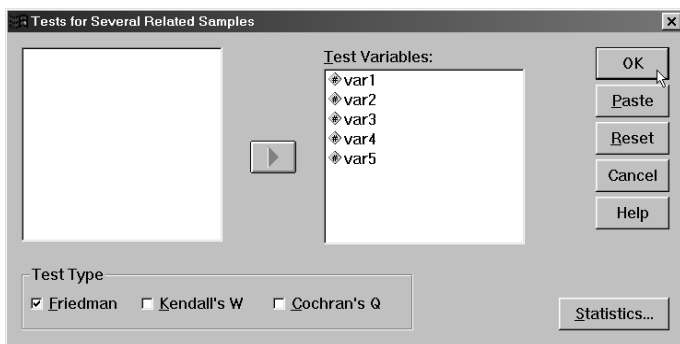 Tests for Several Related Samples
Test Variables:
var1
var2
var3
var4
var5
OK
Paste
Reset
Cancel
Help
Test Type
Friedman
Kendall's W
Cochran's Q
Statistics...